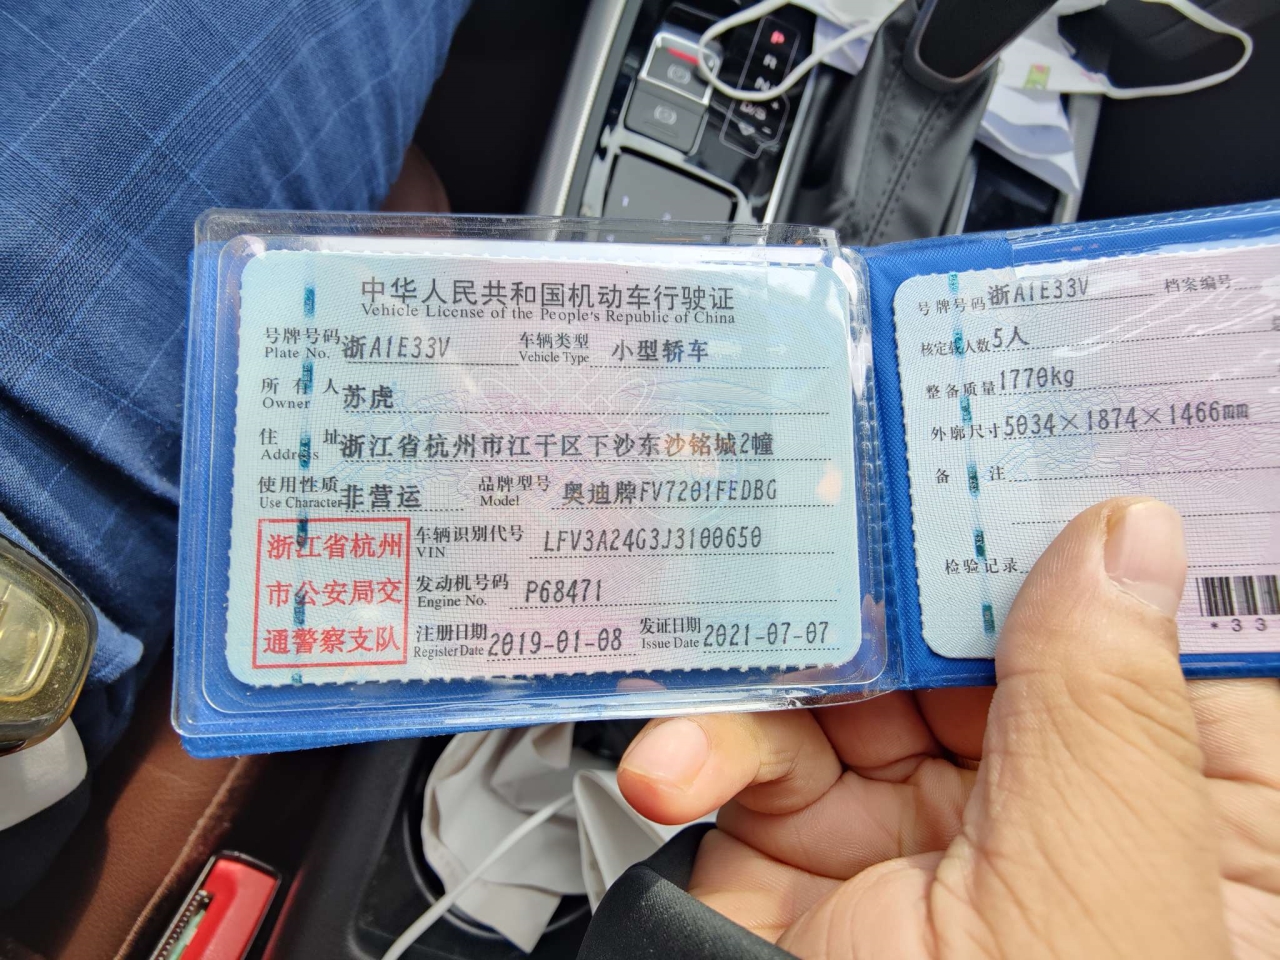 中华人民共和国机动车行驶证
Vehicle License of the People's Republic of China
号牌号码 浙A1E33V 车辆类型 小型轿车
Plate No. Vehicle Type
所有人 苏虎
Owner
住址 浙江省杭州市江干区下沙东沙铭城2幢
Address
使用性质 非营运 品牌型号 奥迪牌FV7201FEDBG
Use Character Model
车辆识别代号 LFV3A24G3J3100650
VIN
发动机号码 P68471
Engine No.
注册日期 2019-01-08 发证日期 2021-07-07
Register Date Issue Date
浙江省杭州
市公安局交
通警察支队
号牌号码 浙A1E33V 档案编号
核定载人数 5人
整备质量 1770kg
外廓尺寸 5034×1874×1466mm
备注
检验记录
*33
P
R
N
D/S